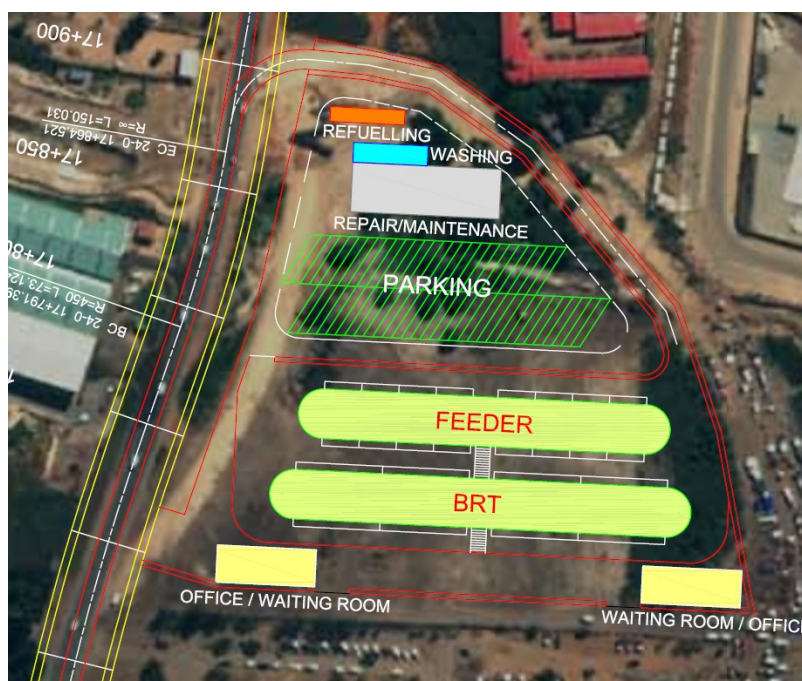 17+900
EC 24-0 17+864.521
R=∞ L=150.031
17+850
REFUELLING
WASHING
REPAIR/MAINTENANCE
PARKING
BC 24-0 17+791.39
R=450 L=73.12
FEEDER
BRT
OFFICE / WAITING ROOM
WAITING ROOM / OFFICE